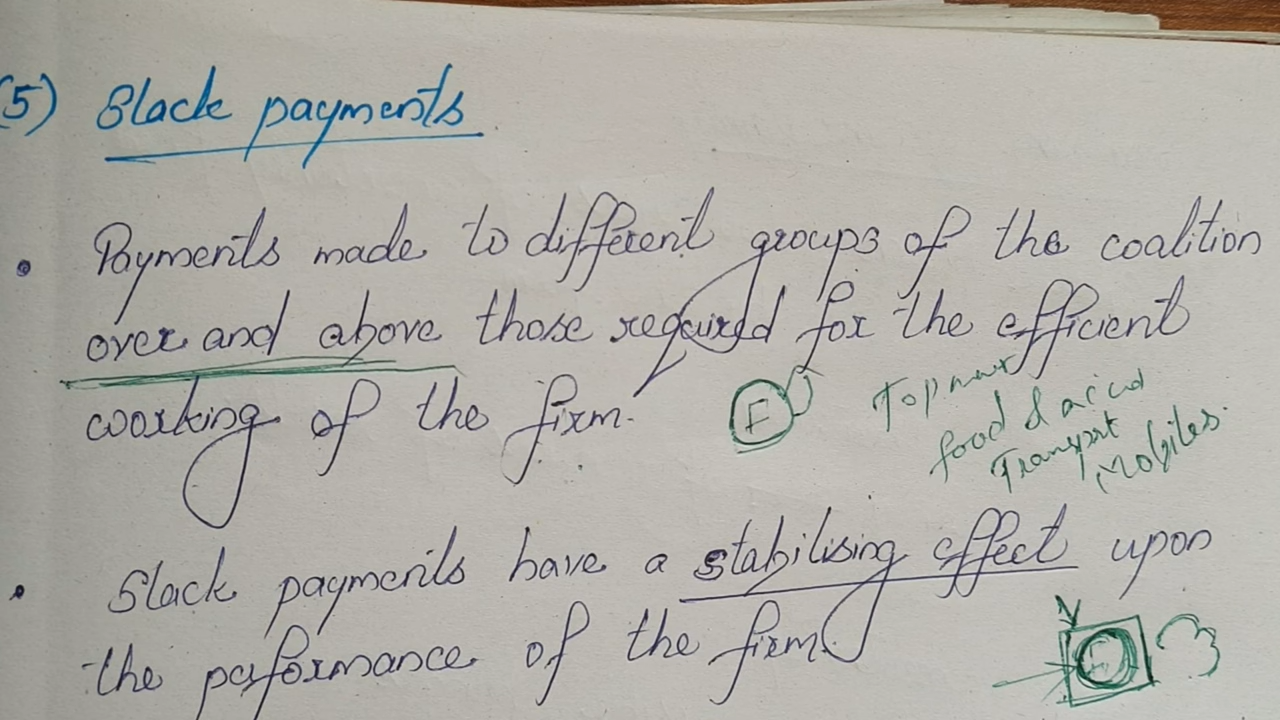 (5) Slack payments
• Payments made to different groups of the coalition
over and above those required for the efficient
working of the firm.
F
Top
food &
Transport
Mobiles.
• Slack payments have a stabilising effect upon
the performance of the firm